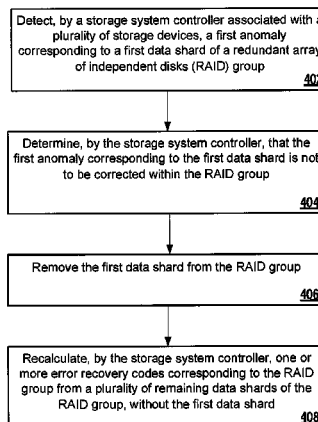 Detect, by a storage system controller associated with a
plurality of storage devices, a first anomaly
corresponding to a first data shard of a redundant array
of independent disks (RAID) group
402
Determine, by the storage system controller, that the
first anomaly corresponding to the first data shard is not
to be corrected within the RAID group
404
Remove the first data shard from the RAID group
406
Recalculate, by the storage system controller, one or
more error recovery codes corresponding to the RAID
group from a plurality of remaining data shards of the
RAID group, without the first data shard
408